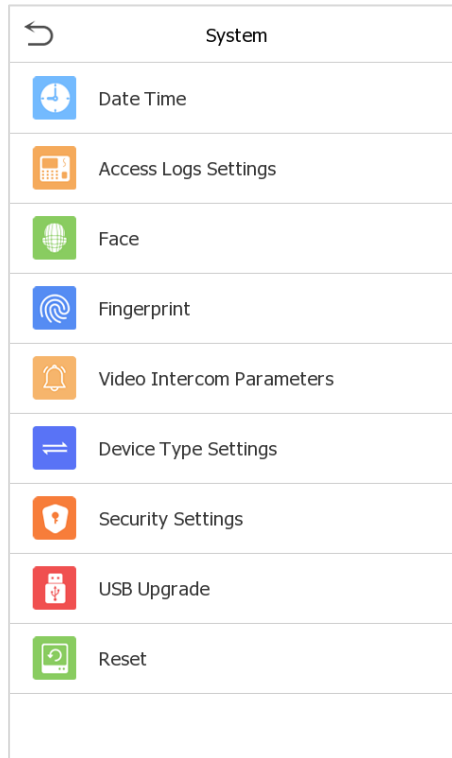 System
Date Time
Access Logs Settings
Face
Fingerprint
Video Intercom Parameters
Device Type Settings
Security Settings
USB Upgrade
Reset